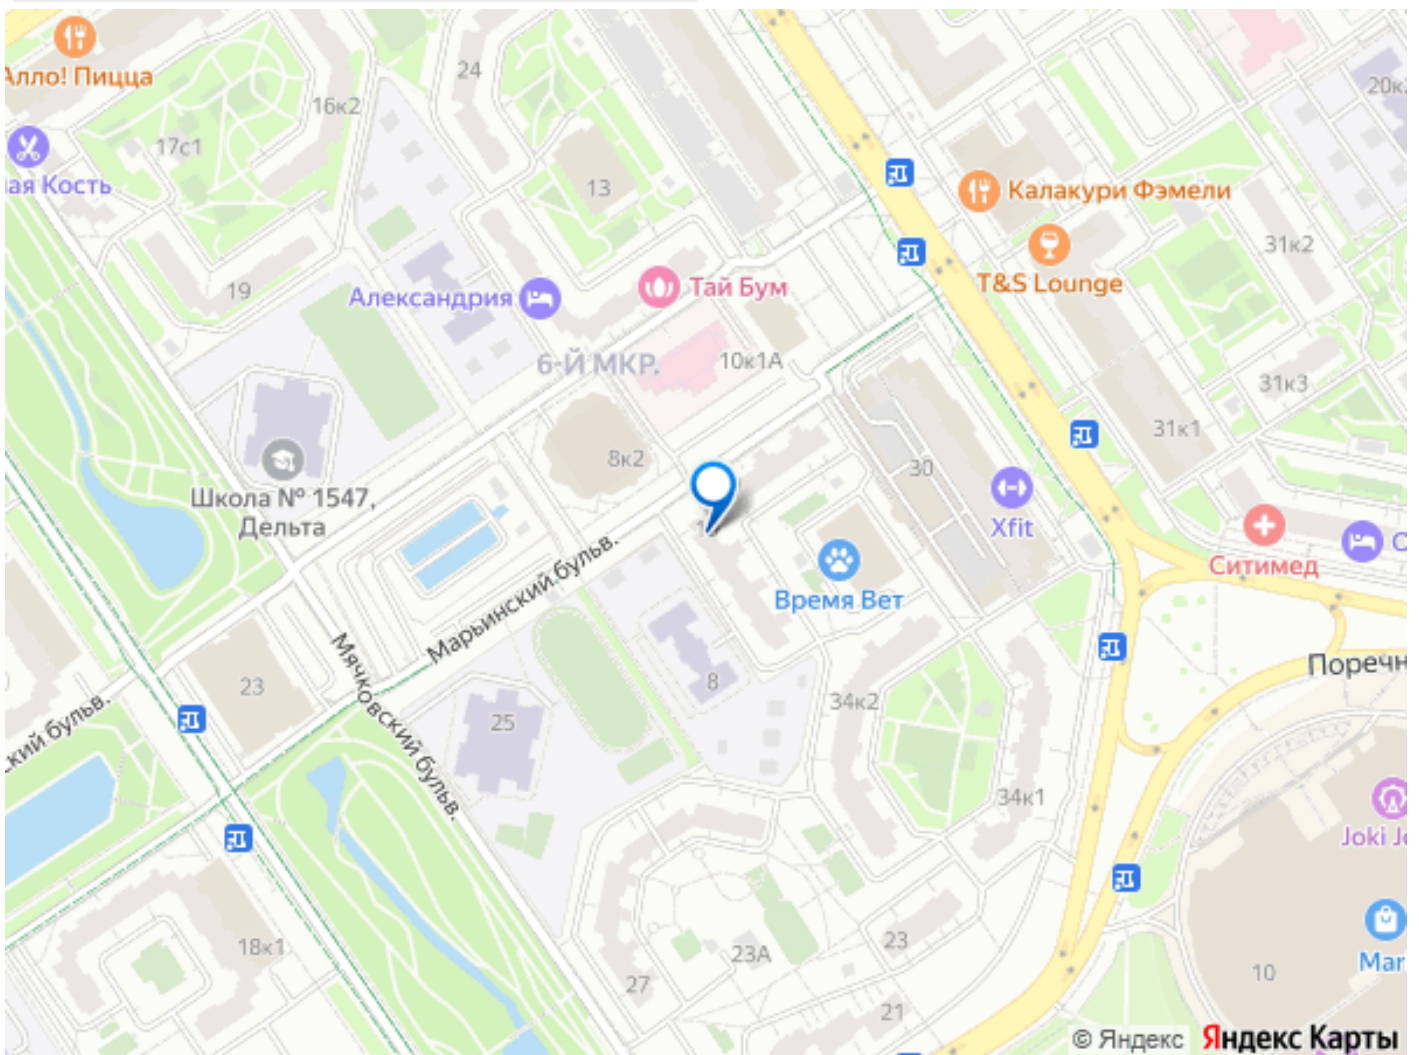 Алло! Пицца
24
16к2
20к
17с1
ая Кость
13
Калакури Фэмели
31к2
T&S Lounge
19
Александрия
Тай Бум
6-Й МКР.
10к1А
31к3
31к1
8к2
30
Школа № 1547,
Дельта
Xfit
Ситимед
Время Вет
Марьинский бульв.
Мячковский бульв.
Поречн
8
23
25
34к2
ский бульв.
34к1
Joki J
18к1
23А
23
27
10
Mar
21
© Яндекс Яндекс Карты